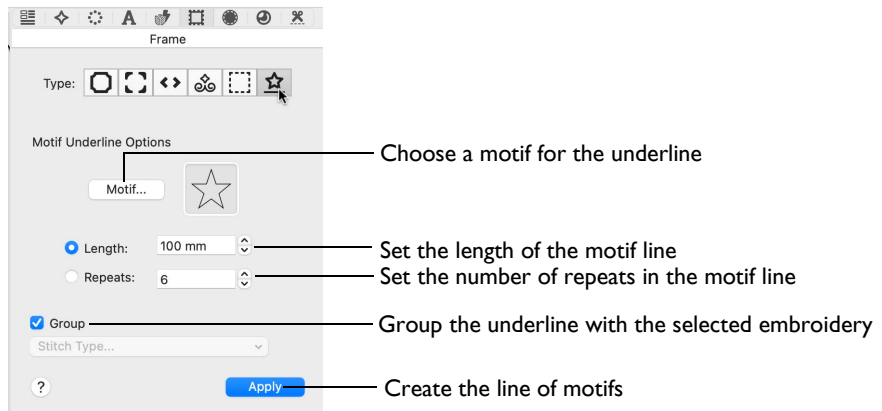 Frame
Type:
Motif Underline Options
Choose a motif for the underline
Motif...
Length: 100 mm Set the length of the motif line
Repeats: 6 Set the number of repeats in the motif line
Group Group the underline with the selected embroidery
Stitch Type...
? Apply Create the line of motifs